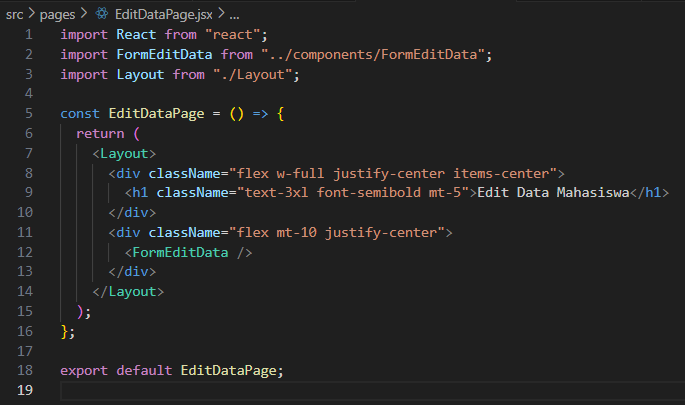 src > pages > EditDataPage.jsx > ...
1 import React from "react";
2 import FormEditData from "../components/FormEditData";
3 import Layout from "./Layout";
4
5 const EditDataPage = () => {
6   return (
7     <Layout>
8       <div className="flex w-full justify-center items-center">
9         <h1 className="text-3xl font-semibold mt-5">Edit Data Mahasiswa</h1>
10       </div>
11       <div className="flex mt-10 justify-center">
12         <FormEditData />
13       </div>
14     </Layout>
15   );
16 };
17
18 export default EditDataPage;
19